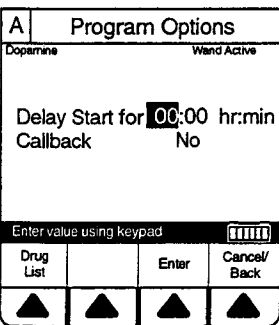 A Program Options
Dopamine Wand Active
Delay Start for 00:00 hr:min
Callback No
Enter value using keypad
Drug List Enter Cancel/ Back